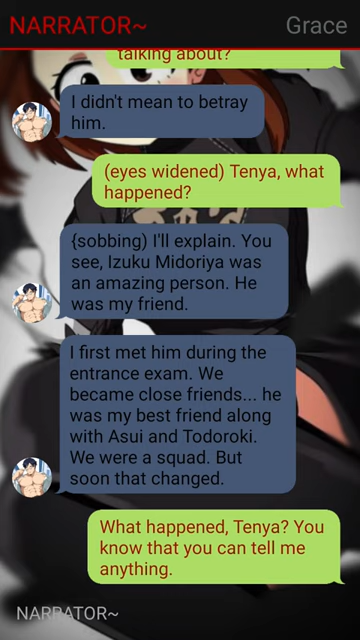 NARRATOR~ Grace
talking about?
I didn't mean to betray
him.
(eyes widened) Tenya, what
happened?
{sobbing) I'll explain. You
see, Izuku Midoriya was
an amazing person. He
was my friend.
I first met him during the
entrance exam. We
became close friends... he
was my best friend along
with Asui and Todoroki.
We were a squad. But
soon that changed.
What happened, Tenya? You
know that you can tell me
anything.
NARRATOR~